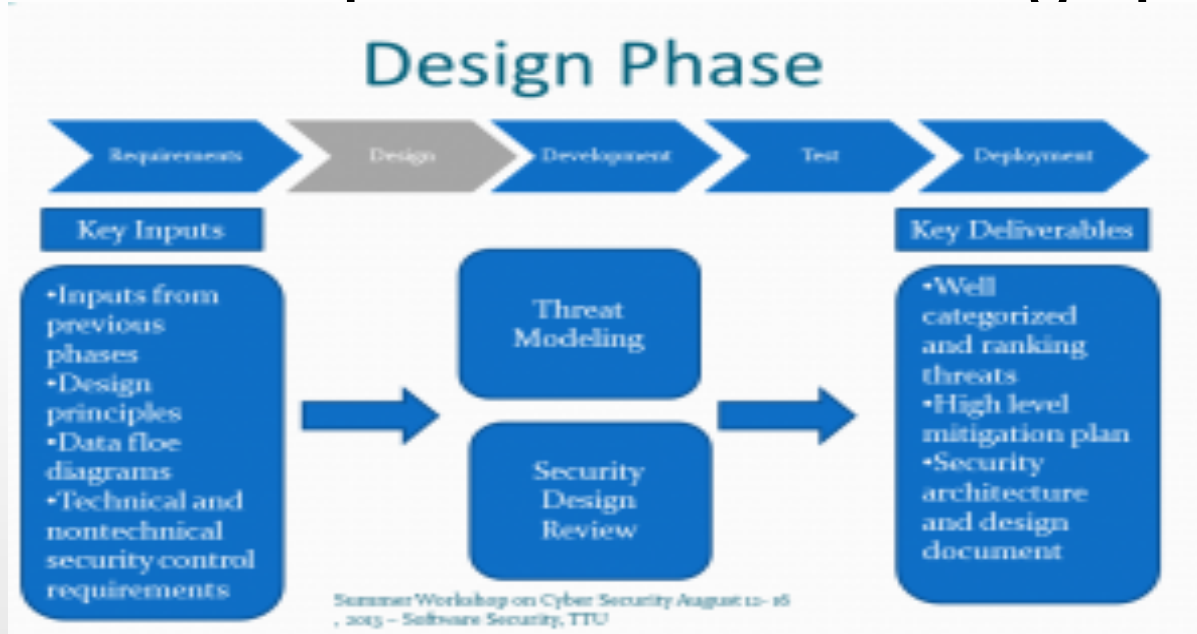 Design Phase
Requirements
Design
Development
Test
Deployment
Key Inputs
•Inputs from
previous
phases
•Design
principles
•Data floe
diagrams
•Technical and
nontechnical
security control
requirements
Threat
Modeling
Security
Design
Review
Key Deliverables
•Well
categorized
and ranking
threats
•High level
mitigation plan
•Security
architecture
and design
document
Summer Workshop on Cyber Security August 12- 16
, 2013 – Software Security, TTU